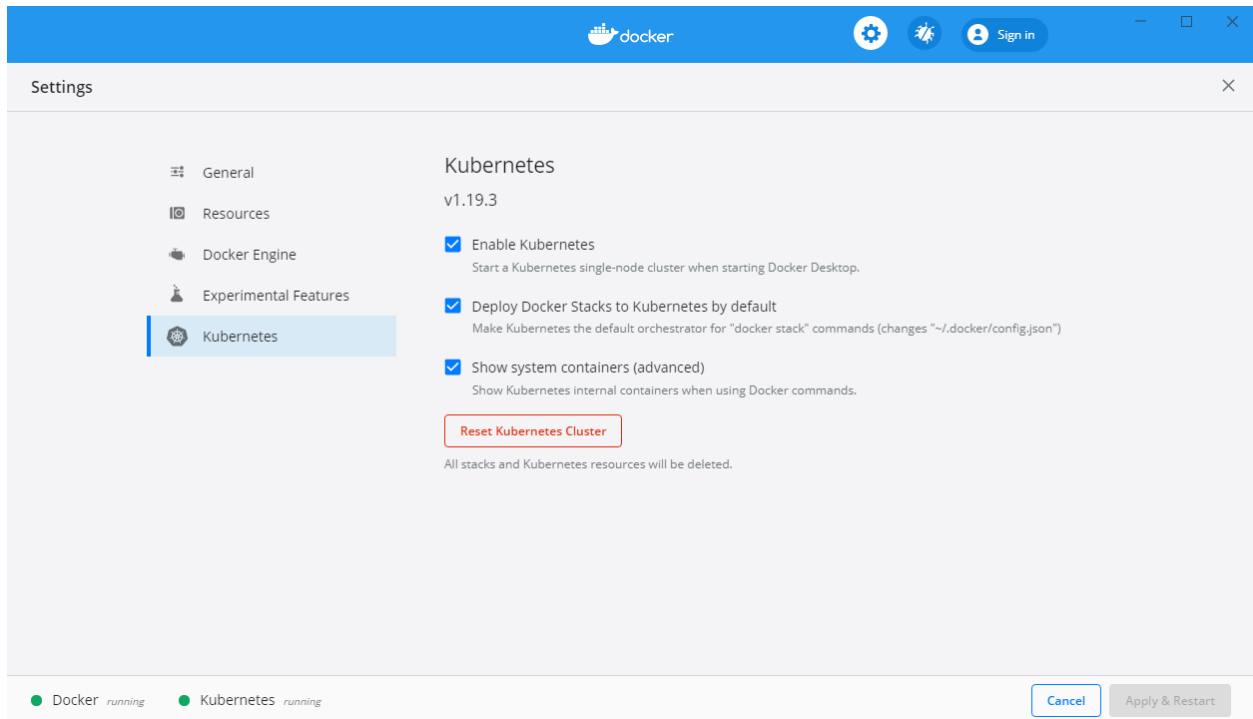 docker
Sign in
Settings
General
Resources
Docker Engine
Experimental Features
Kubernetes
Kubernetes
v1.19.3
Enable Kubernetes
Start a Kubernetes single-node cluster when starting Docker Desktop.
Deploy Docker Stacks to Kubernetes by default
Make Kubernetes the default orchestrator for "docker stack" commands (changes "~/.docker/config.json")
Show system containers (advanced)
Show Kubernetes internal containers when using Docker commands.
Reset Kubernetes Cluster
All stacks and Kubernetes resources will be deleted.
Docker running
Kubernetes running
Cancel
Apply & Restart